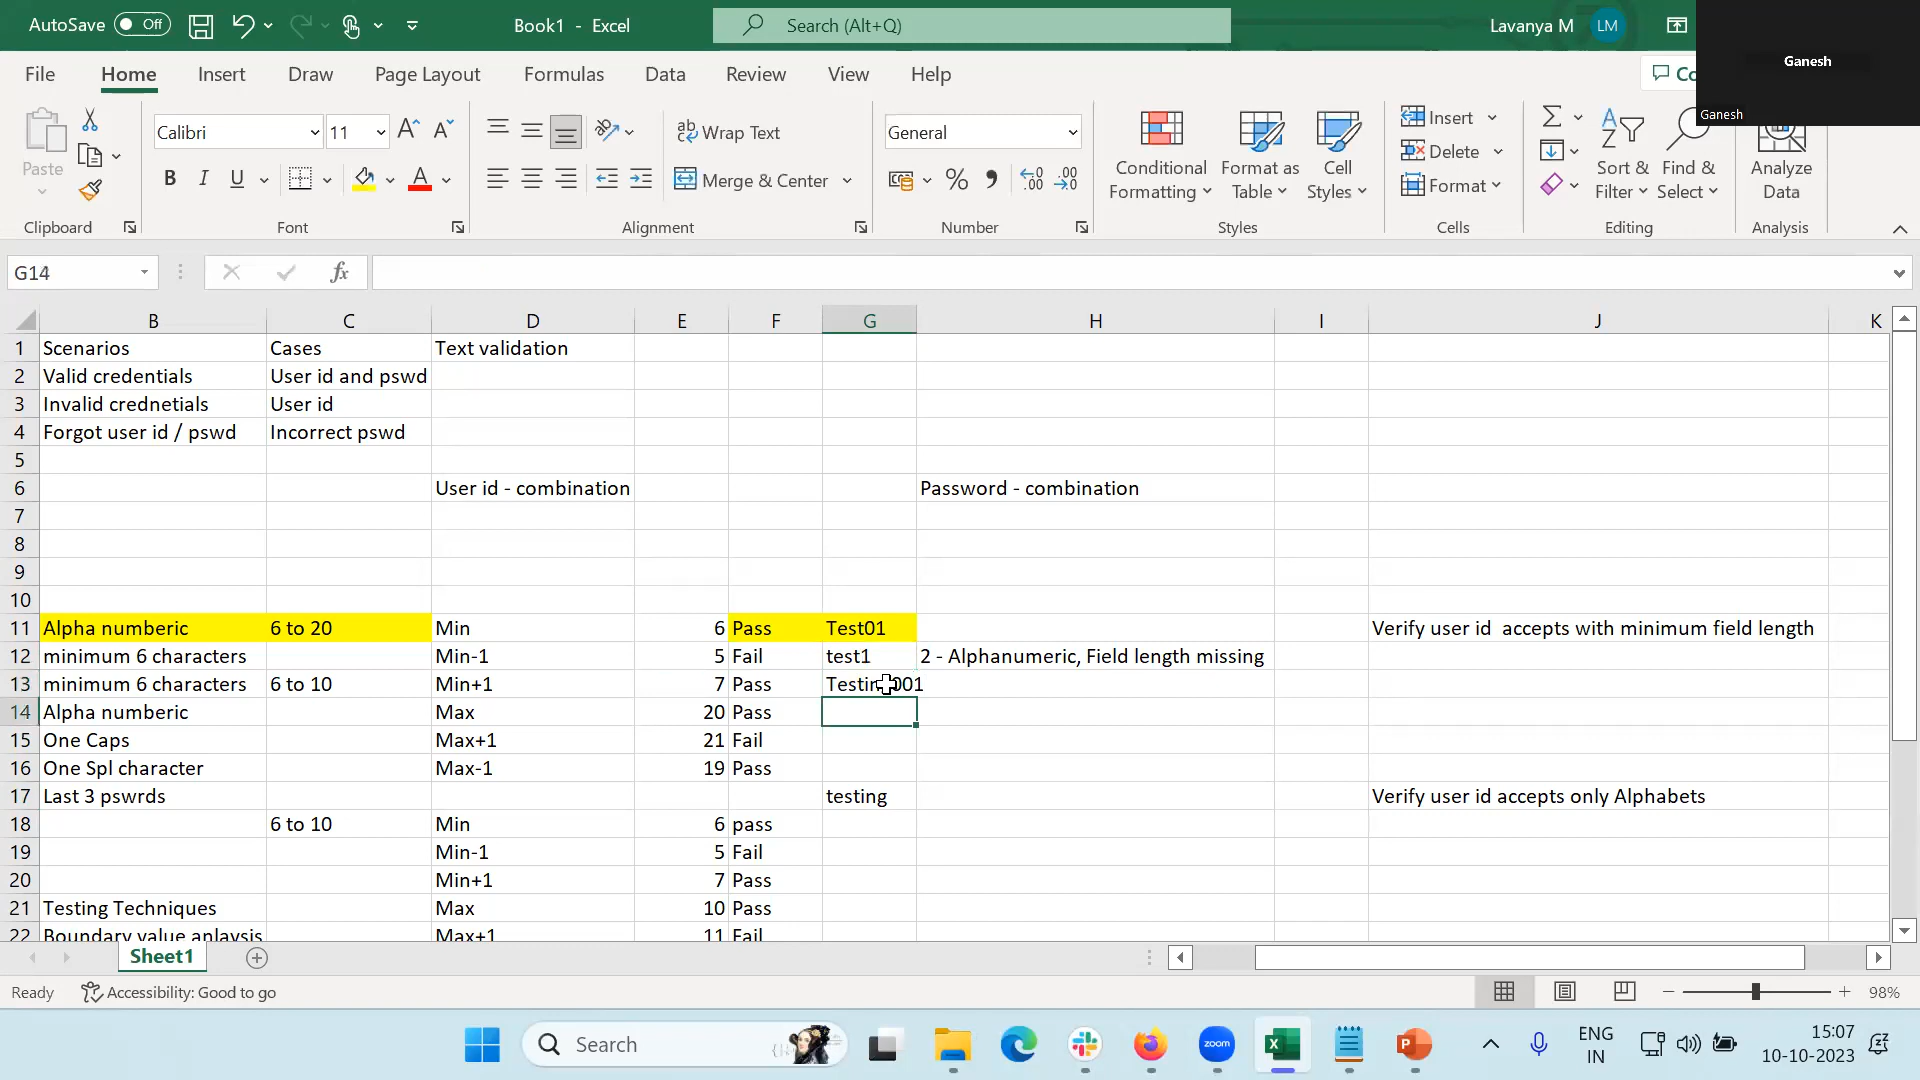 AutoSave Off Book1 - Excel Search (Alt+Q) Lavanya M LM Ganesh
File Home Insert Draw Page Layout Formulas Data Review View Help Co
Ganesh
Paste Calibri 11 Wrap Text General Insert
Conditional Formatting Format as Table Cell Styles Delete Sort & Filter Find & Select Analyze Data
B I U A Merge & Center % Format
Clipboard Font Alignment Number Styles Cells Editing Analysis
G14 fx
B C D E F G H I J K
1 Scenarios Cases Text validation
2 Valid credentials User id and pswd
3 Invalid crednetials User id
4 Forgot user id / pswd Incorrect pswd
5
6 User id - combination Password - combination
7
8
9
10
11 Alpha numberic 6 to 20 Min 6 Pass Test01 Verify user id accepts with minimum field length
12 minimum 6 characters Min-1 5 Fail test1 2 - Alphanumeric, Field length missing
13 minimum 6 characters 6 to 10 Min+1 7 Pass
14 Alpha numberic Max 20 Pass
15 One Caps Max+1 21 Fail
16 One Spl character Max-1 19 Pass
17 Last 3 pswrds testing Verify user id accepts only Alphabets
18 6 to 10 Min 6 pass
19 Min-1 5 Fail
20 Min+1 7 Pass
21 Testing Techniques Max 10 Pass
22 Boundary value anlaysis Max+1 11 Fail
Sheet1
Ready Accessibility: Good to go 98%
Search zoom ENG 15:07
IN 10-10-2023